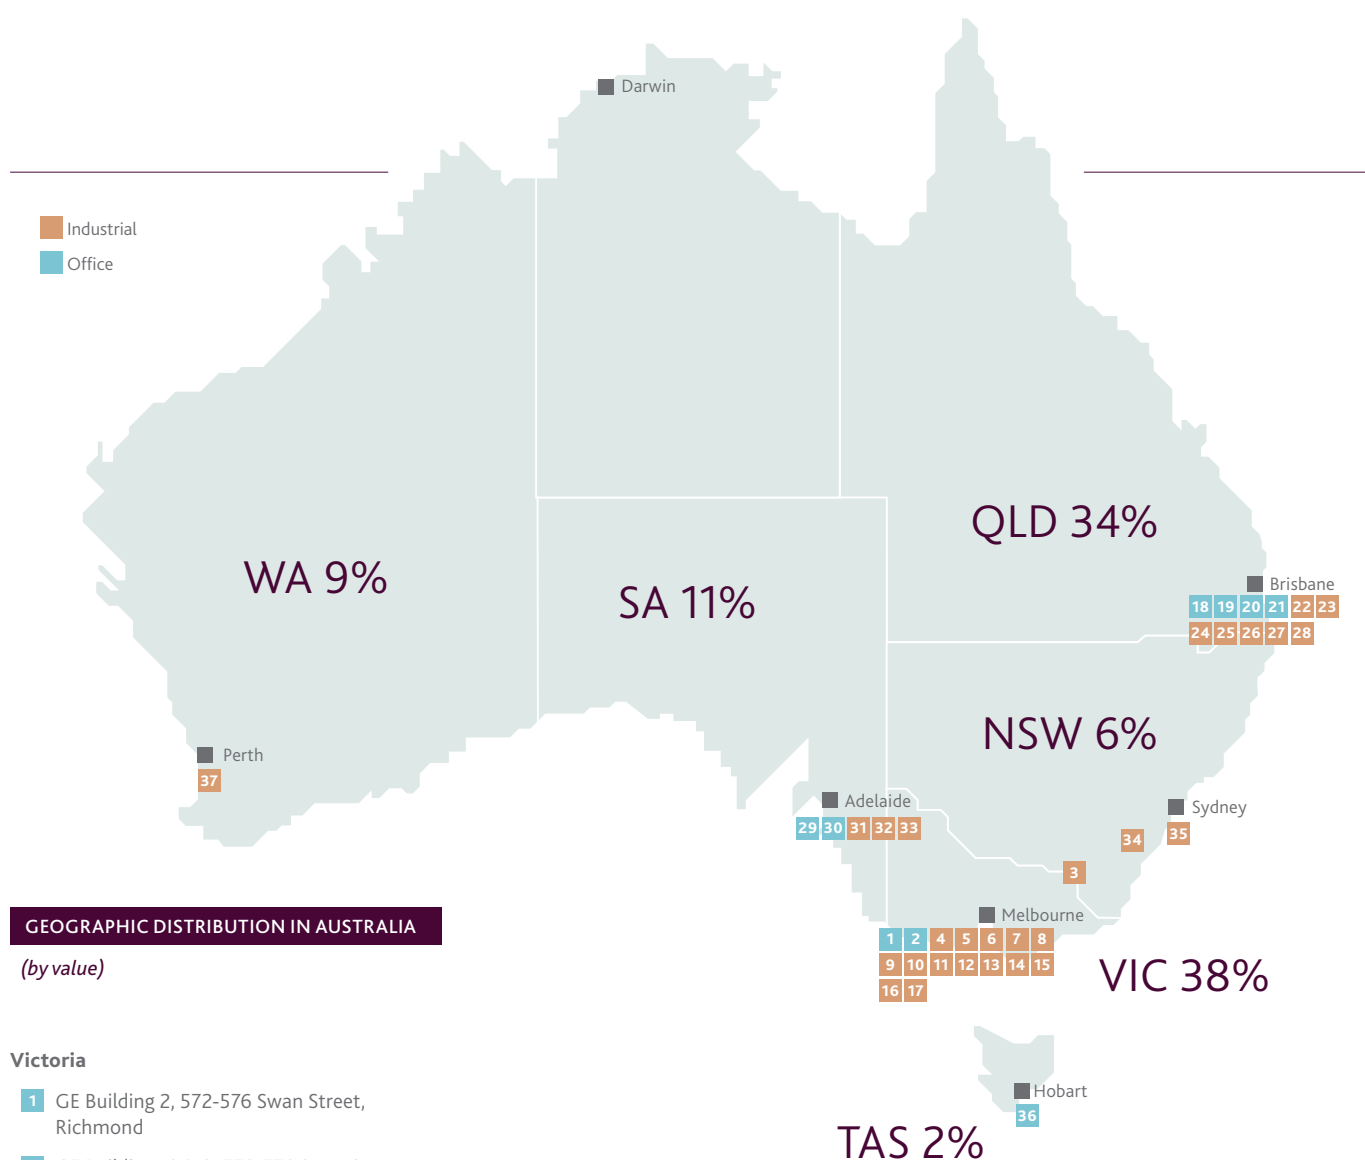 Darwin
Industrial
Office
QLD 34%
WA 9%
SA 11%
Brisbane
18 19 20 21 22 23
24 25 26 27 28
NSW 6%
Perth
37
Adelaide
29 30 31 32 33
Sydney
34 35
3
GEOGRAPHIC DISTRIBUTION IN AUSTRALIA
(by value)
Melbourne
1 2 4 5 6 7 8
9 10 11 12 13 14 15
16 17
VIC 38%
Victoria
1 GE Building 2, 572-576 Swan Street,
Richmond
Hobart
36
TAS 2%